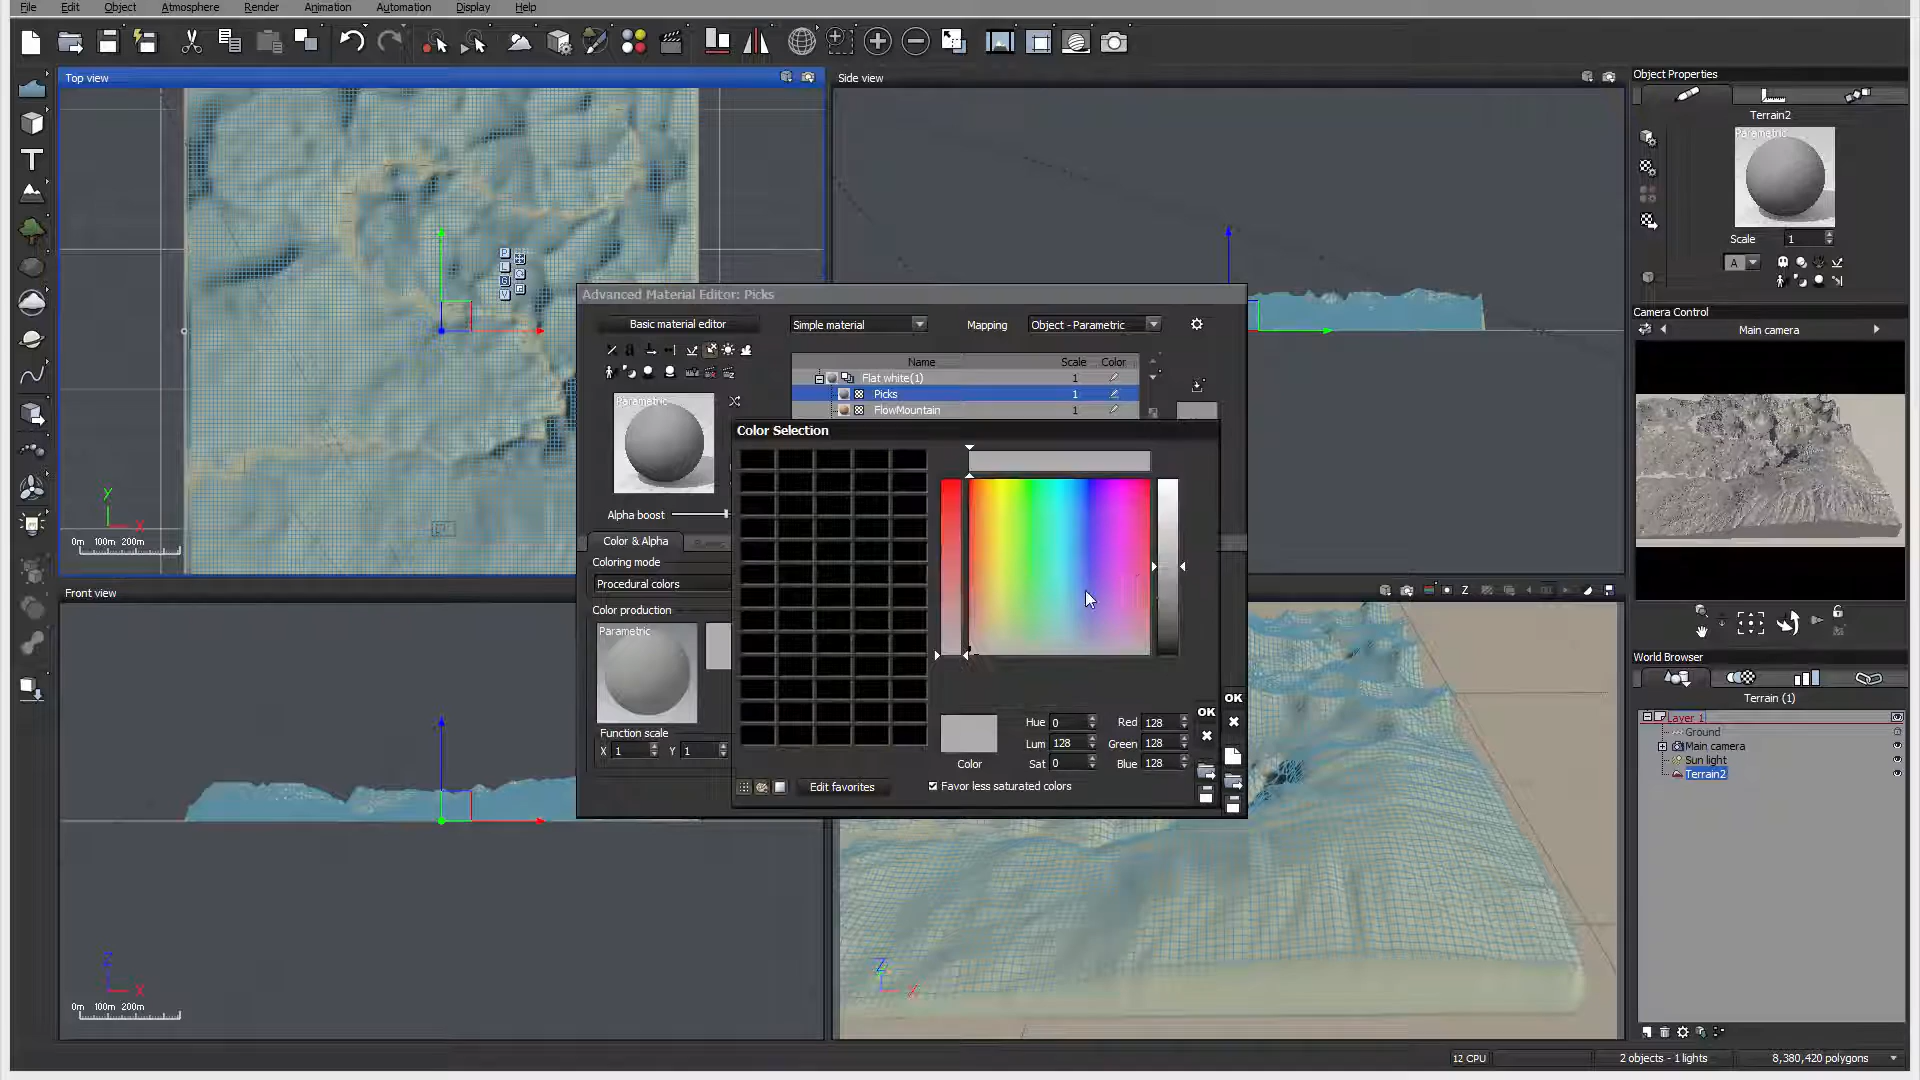 File Edit Object Atmosphere Render Animation Automation Display Help
Top view
Side view
Object Properties
Terrain2
Parametric
Scale 1
A
Camera Control
Main camera
Advanced Material Editor: Picks
Basic material editor
Simple material
Mapping
Object - Parametric
Name Scale Color
Flat white(1) 1
Picks 1
FlowMountain 1
Parametric
Alpha boost
Color & Alpha
Coloring mode
Procedural colors
Color production
Parametric
Function scale
X 1 Y 1
Color Selection
Hue 0 Red 128
Lum 128 Green 128
Sat 0 Blue 128
Color
OK
OK
Edit favorites
Favor less saturated colors
Y
X
0m 100m 200m
Front view
Z
X
0m 100m 200m
Z
Z
X
World Browser
Terrain (1)
Layer 1
Ground
Main camera
Sun light
Terrain2
12 CPU
2 objects - 1 lights
8,380,420 polygons